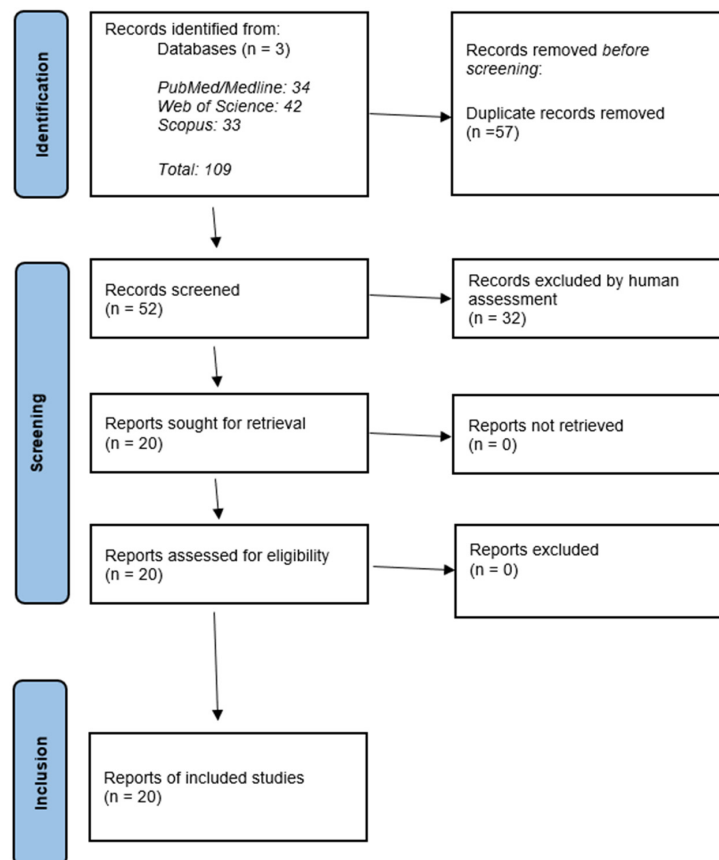 Identification
Records identified from:
Databases (n = 3)
PubMed/Medline: 34
Web of Science: 42
Scopus: 33
Total: 109
Records removed before
screening:
Duplicate records removed
(n =57)
Screening
Records screened
(n = 52)
Records excluded by human
assessment
(n = 32)
Reports sought for retrieval
(n = 20)
Reports not retrieved
(n = 0)
Reports assessed for eligibility
(n = 20)
Reports excluded
(n = 0)
Inclusion
Reports of included studies
(n = 20)